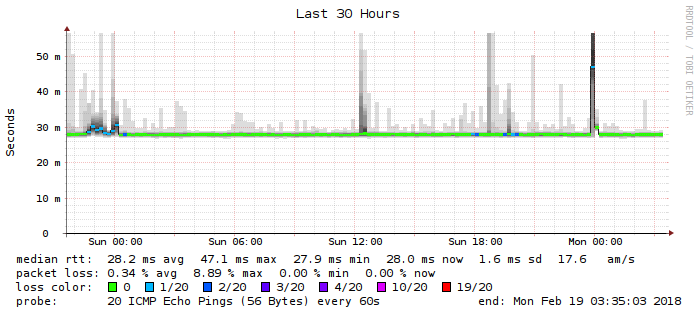 Last 30 Hours
RRDTOOL / TOBI OETIKER
Seconds
50 m
40 m
30 m
20 m
10 m
0
Sun 00:00 Sun 06:00 Sun 12:00 Sun 18:00 Mon 00:00
median rtt: 28.2 ms avg 47.1 ms max 27.9 ms min 28.0 ms now 1.6 ms sd 17.6 am/s
packet loss: 0.34 % avg 8.89 % max 0.00 % min 0.00 % now
loss color: 0 1/20 2/20 3/20 4/20 10/20 19/20
probe: 20 ICMP Echo Pings (56 Bytes) every 60s end: Mon Feb 19 03:35:03 2018